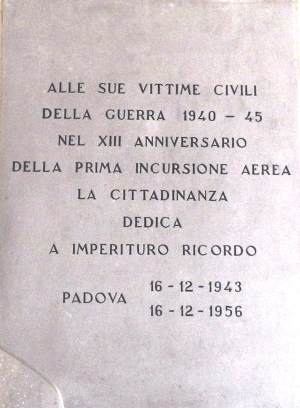 ALLE SUE VITTIME CIVILI
DELLA GUERRA 1940 - 45
NEL XIII ANNIVERSARIO
DELLA PRIMA INCURSIONE AEREA
LA CITTADINANZA
DEDICA
A IMPERITURO RICORDO
PADOVA
16-12-1943
16-12-1956